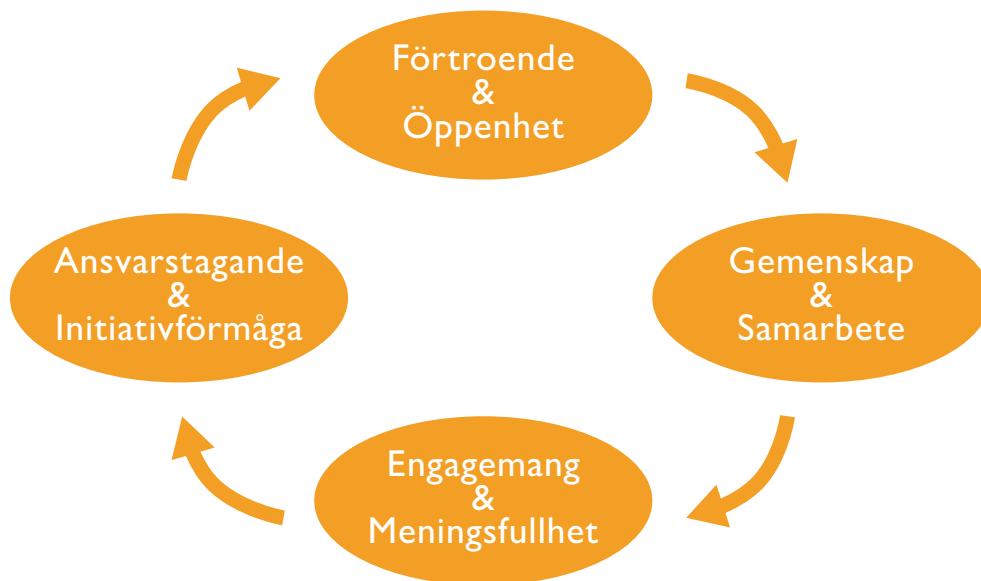 Förtroende
&
Öppenhet
Ansvarstagande
&
Initiativförmåga
Gemenskap
&
Samarbete
Engagemang
&
Meningsfullhet